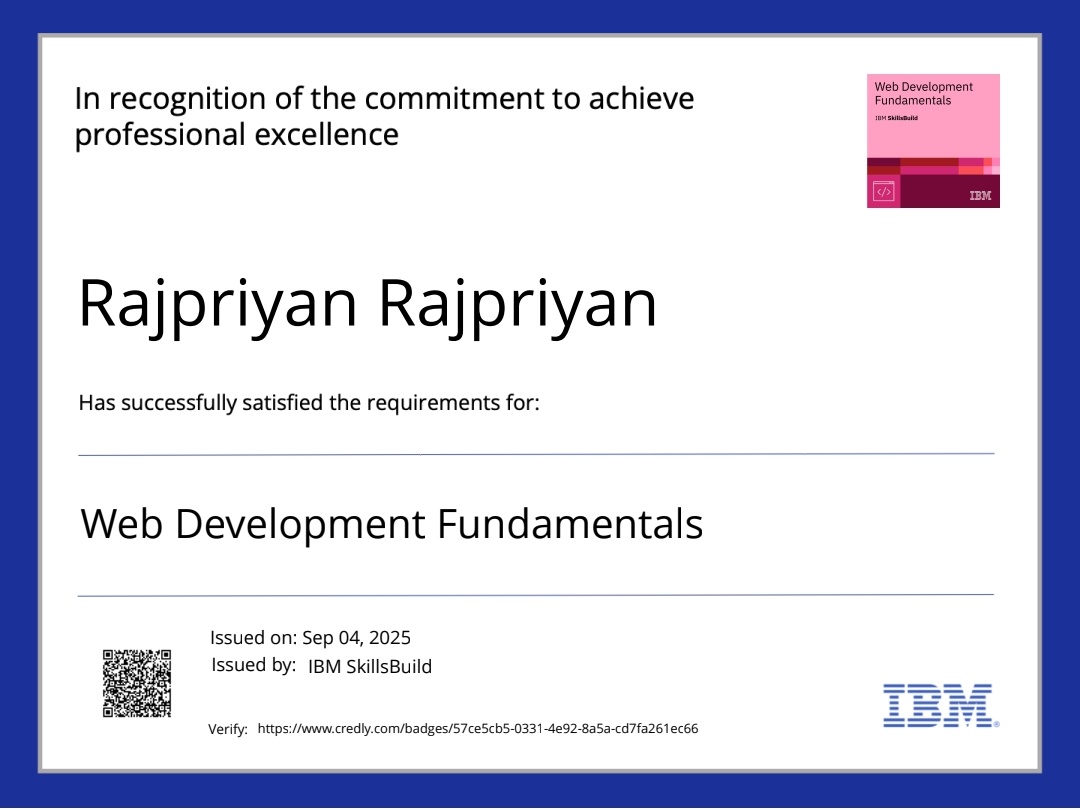 In recognition of the commitment to achieve
professional excellence
Web Development
Fundamentals
IBM SkillsBuild
</>
IBM
Rajpriyan Rajpriyan
Has successfully satisfied the requirements for:
Web Development Fundamentals
Issued on: Sep 04, 2025
Issued by: IBM SkillsBuild
Verify: https://www.credly.com/badges/57ce5cb5-0331-4e92-8a5a-cd7fa261ec66
IBM®